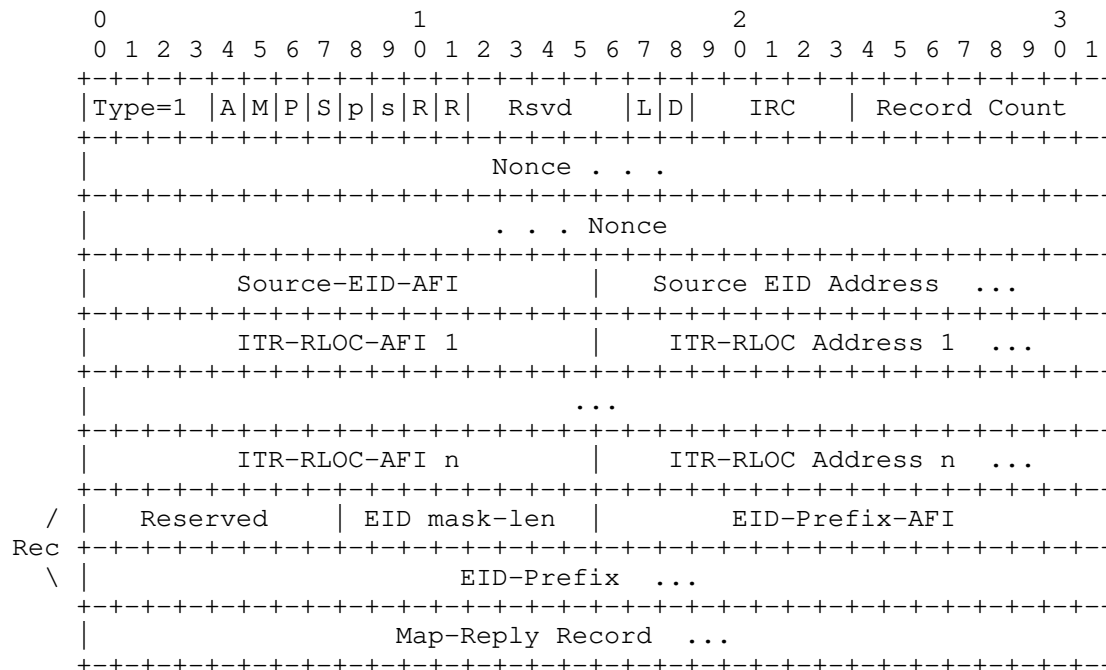 0                   1                   2                   3
 0 1 2 3 4 5 6 7 8 9 0 1 2 3 4 5 6 7 8 9 0 1 2 3 4 5 6 7 8 9 0 1
+-+-+-+-+-+-+-+-+-+-+-+-+-+-+-+-+-+-+-+-+-+-+-+-+-+-+-+-+-+-+-+-
|Type=1 |A|M|P|S|p|s|R|R|  Rsvd   |L|D|   IRC   | Record Count
+-+-+-+-+-+-+-+-+-+-+-+-+-+-+-+-+-+-+-+-+-+-+-+-+-+-+-+-+-+-+-+-
|                         Nonce . . .
+-+-+-+-+-+-+-+-+-+-+-+-+-+-+-+-+-+-+-+-+-+-+-+-+-+-+-+-+-+-+-+-
|                         . . . Nonce
+-+-+-+-+-+-+-+-+-+-+-+-+-+-+-+-+-+-+-+-+-+-+-+-+-+-+-+-+-+-+-+-
|         Source-EID-AFI        |   Source EID Address  ...
+-+-+-+-+-+-+-+-+-+-+-+-+-+-+-+-+-+-+-+-+-+-+-+-+-+-+-+-+-+-+-+-
|         ITR-RLOC-AFI 1        |    ITR-RLOC Address 1  ...
+-+-+-+-+-+-+-+-+-+-+-+-+-+-+-+-+-+-+-+-+-+-+-+-+-+-+-+-+-+-+-+-
|                              ...
+-+-+-+-+-+-+-+-+-+-+-+-+-+-+-+-+-+-+-+-+-+-+-+-+-+-+-+-+-+-+-+-
|         ITR-RLOC-AFI n        |    ITR-RLOC Address n  ...
+-+-+-+-+-+-+-+-+-+-+-+-+-+-+-+-+-+-+-+-+-+-+-+-+-+-+-+-+-+-+-+-
/ |   Reserved    | EID mask-len  |        EID-Prefix-AFI
Rec +-+-+-+-+-+-+-+-+-+-+-+-+-+-+-+-+-+-+-+-+-+-+-+-+-+-+-+-+-+-+-+-
\ |                       EID-Prefix  ...
+-+-+-+-+-+-+-+-+-+-+-+-+-+-+-+-+-+-+-+-+-+-+-+-+-+-+-+-+-+-+-+-
|                   Map-Reply Record  ...
+-+-+-+-+-+-+-+-+-+-+-+-+-+-+-+-+-+-+-+-+-+-+-+-+-+-+-+-+-+-+-+-